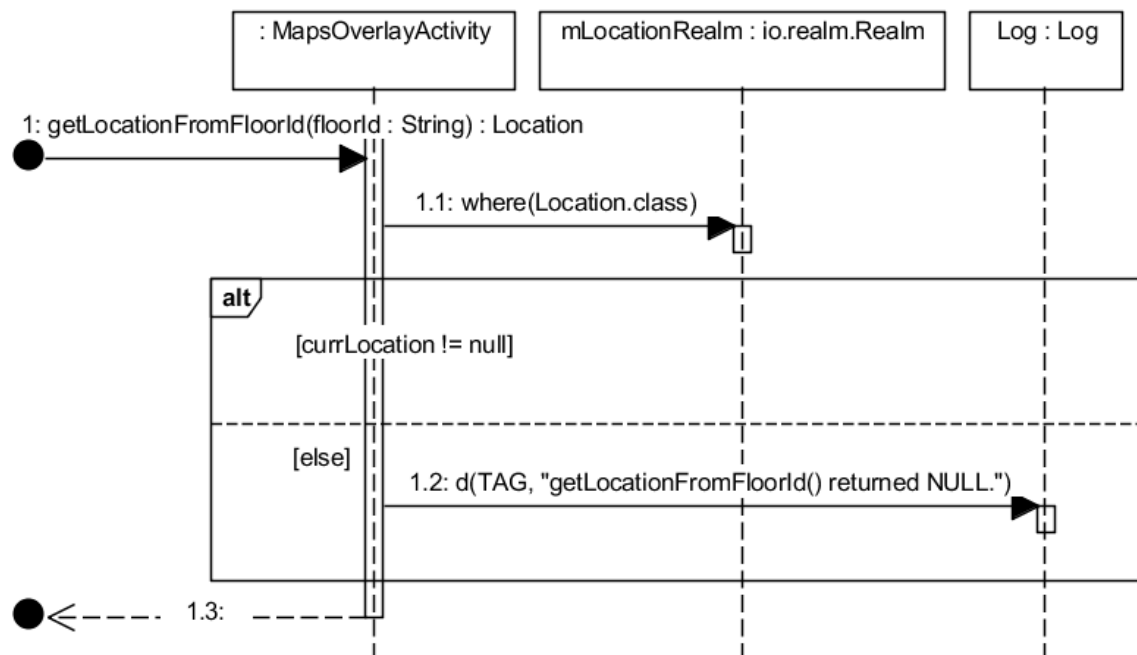 : MapsOverlayActivity
mLocationRealm : io.realm.Realm
Log : Log
1: getLocationFromFloorId(floorId : String) : Location
1.1: where(Location.class)
alt
[currLocation != null]
[else]
1.2: d(TAG, "getLocationFromFloorId() returned NULL.")
1.3: